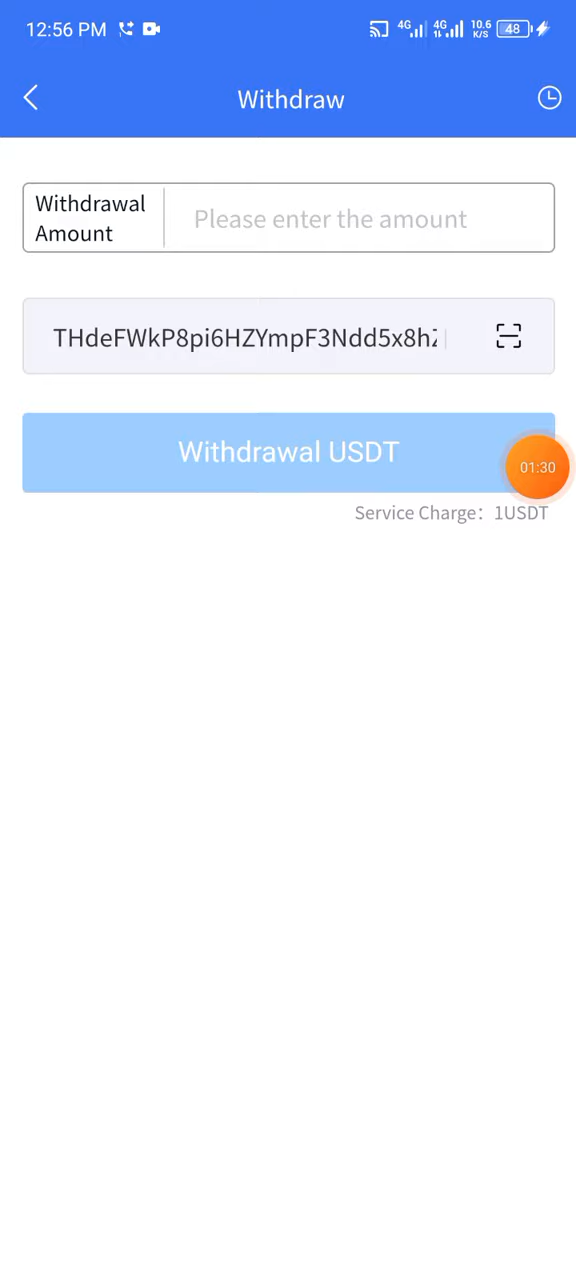 12:56 PM 4G 4G 10.6 K/S 48
Withdraw
Withdrawal
Amount
Please enter the amount
THdeFWkP8pi6HZYmpF3Ndd5x8h
Withdrawal USDT
01:30
Service Charge： 1USDT